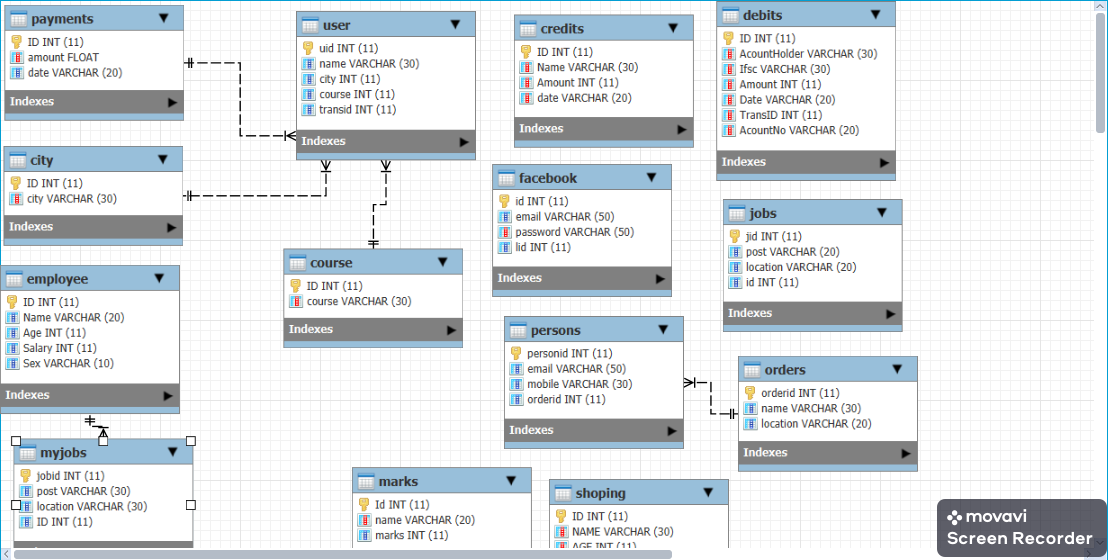 payments
ID INT (11)
amount FLOAT
date VARCHAR (20)
Indexes
user
uid INT (11)
name VARCHAR (30)
city INT (11)
course INT (11)
transid INT (11)
Indexes
credits
ID INT (11)
Name VARCHAR (30)
Amount INT (11)
date VARCHAR (20)
Indexes
debits
ID INT (11)
AcountHolder VARCHAR (30)
Ifsc VARCHAR (30)
Amount INT (11)
Date VARCHAR (20)
TransID INT (11)
AcountNo VARCHAR (20)
Indexes
city
ID INT (11)
city VARCHAR (30)
Indexes
facebook
id INT (11)
email VARCHAR (50)
password VARCHAR (50)
lid INT (11)
Indexes
jobs
jid INT (11)
post VARCHAR (20)
location VARCHAR (20)
id INT (11)
Indexes
employee
ID INT (11)
Name VARCHAR (20)
Age INT (11)
Salary INT (11)
Sex VARCHAR (10)
Indexes
course
ID INT (11)
course VARCHAR (30)
Indexes
persons
personid INT (11)
email VARCHAR (50)
mobile VARCHAR (30)
orderid INT (11)
Indexes
orders
orderid INT (11)
name VARCHAR (30)
location VARCHAR (20)
Indexes
myjobs
jobid INT (11)
post VARCHAR (30)
location VARCHAR (30)
ID INT (11)
marks
Id INT (11)
name VARCHAR (20)
marks INT (11)
shoping
ID INT (11)
NAME VARCHAR (30)
AGE INT (11)
movavi
Screen Recorder